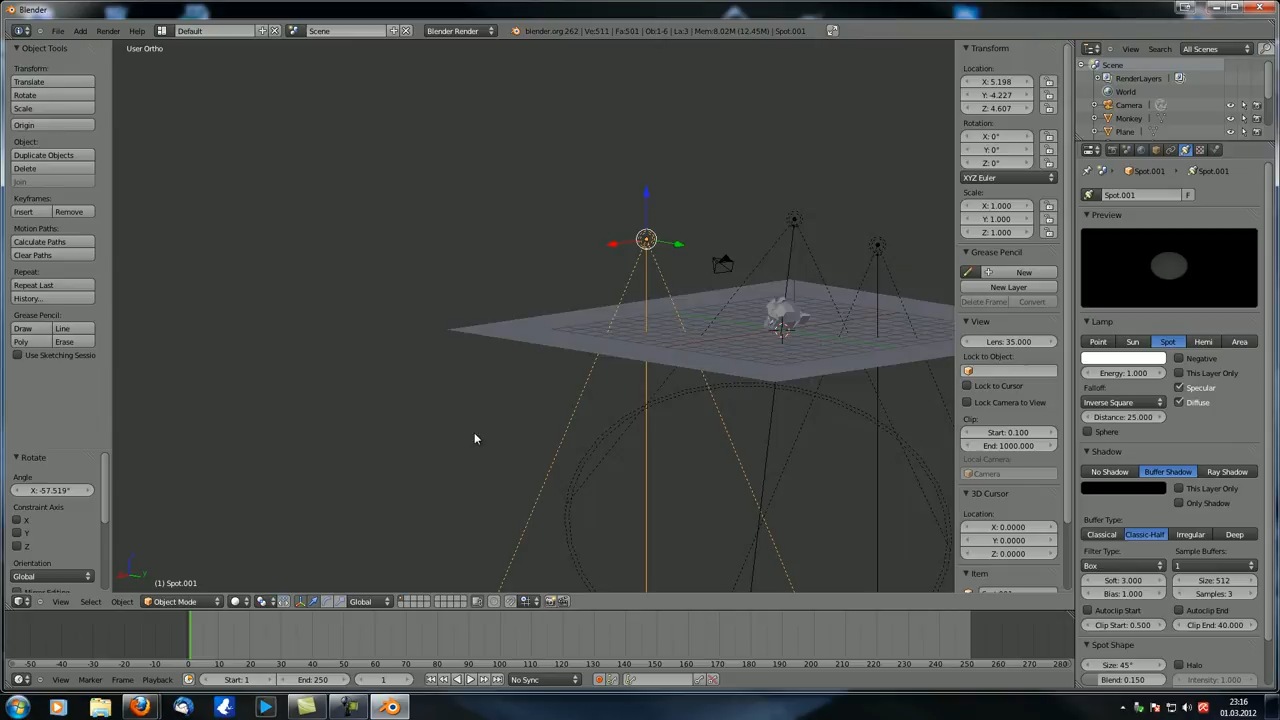 Blender
File Add Render Help Default Scene Blender Render blender.org 262 | Ve:511 | Fa:501 | Ob:1-6 | La:3 | Mem:8.02M (12.45M) | Spot.001
Object Tools
Transform:
Translate
Rotate
Scale
Origin
Object:
Duplicate Objects
Delete
Join
Keyframes:
Insert Remove
Motion Paths:
Calculate Paths
Clear Paths
Repeat:
Repeat Last
History...
Grease Pencil:
Draw Line
Poly Erase
Use Sketching Sessio
Rotate
Angle
X: -57.519°
Constraint Axis
X
Y
Z
Orientation
Global
User Ortho
(1) Spot.001
View Select Object Object Mode Global
Transform
Location:
X: 5.198
Y: -4.227
Z: 4.607
Rotation:
X: 0°
Y: 0°
Z: 0°
XYZ Euler
Scale:
X: 1.000
Y: 1.000
Z: 1.000
Grease Pencil
New
New Layer
Delete Frame Convert
View
Lens: 35.000
Lock to Object:
Lock to Cursor
Lock Camera to View
Clip:
Start: 0.100
End: 1000.000
Local Camera:
Camera
3D Cursor
Location:
X: 0.0000
Y: 0.0000
Z: 0.0000
Item
View Search All Scenes
Scene
RenderLayers
World
Camera
Monkey
Plane
Spot.001 Spot.001
Spot.001 F
Preview
Lamp
Point Sun Spot Hemi Area
Negative
Energy: 1.000 This Layer Only
Falloff: Specular
Inverse Square Diffuse
Distance: 25.000
Sphere
Shadow
No Shadow Buffer Shadow Ray Shadow
This Layer Only
Only Shadow
Buffer Type:
Classical Classic-Half Irregular Deep
Filter Type: Sample Buffers:
Box 1
Soft: 3.000 Size: 512
Bias: 1.000 Samples: 3
Autoclip Start Autoclip End
Clip Start: 0.500 Clip End: 40.000
Spot Shape
Size: 45° Halo
Blend: 0.150 Intensity: 1.000
-50 -40 -30 -20 -10 0 10 20 30 40 50 60 70 80 90 100 110 120 130 140 150 160 170 180 190 200 210 220 230 240 250 260 270 280
View Marker Frame Playback Start: 1 End: 250 1 No Sync
23:16
01.03.2012